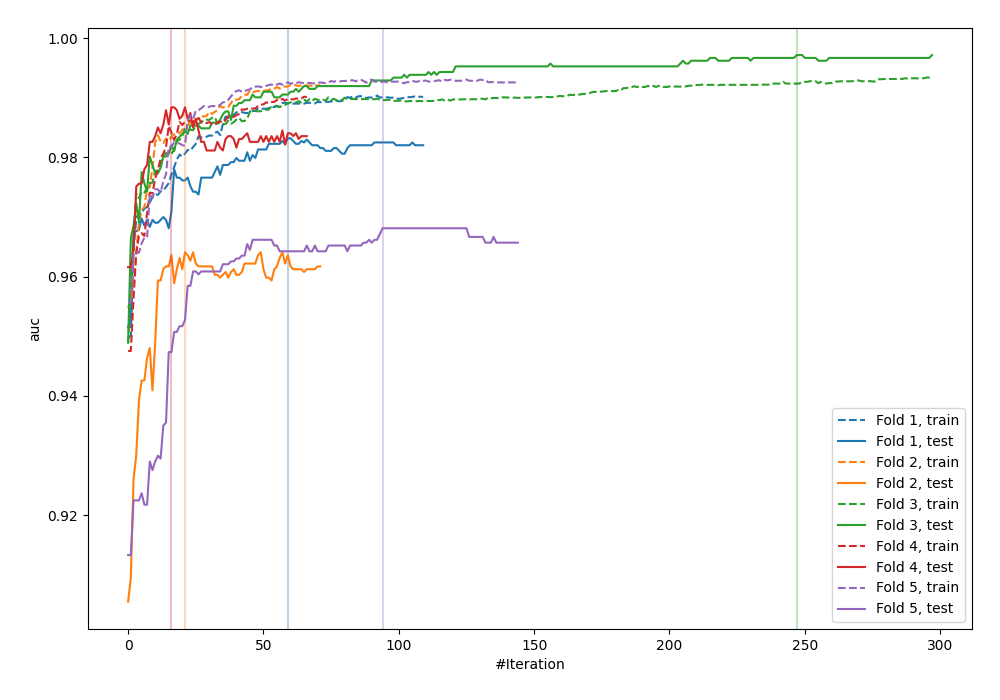 1.00
0.98
0.96
0.94
0.92
auc
0
50
100
150
200
250
300
#Iteration
Fold 1, train
Fold 1, test
Fold 2, train
Fold 2, test
Fold 3, train
Fold 3, test
Fold 4, train
Fold 4, test
Fold 5, train
Fold 5, test